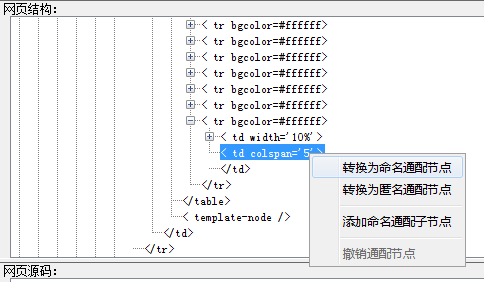 网页结构:
< tr bgcolor=#ffffff>
< tr bgcolor=#ffffff>
< tr bgcolor=#ffffff>
< tr bgcolor=#ffffff>
< tr bgcolor=#ffffff>
< tr bgcolor=#ffffff>
< tr bgcolor=#ffffff>
< td width='10%' >
< td colspan='5' >
</td>
</tr>
</table>
< template-node />
</td>
</tr>
转换为命名通配节点
转换为匿名通配节点
添加命名通配子节点
撤销通配节点
网页源码: